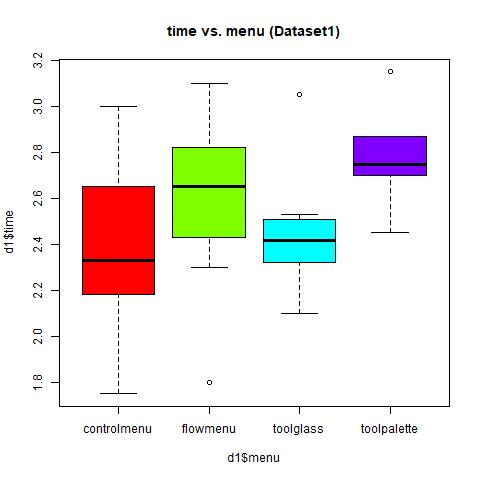 time vs. menu (Dataset1)
3.2
3.0
2.8
2.6
2.4
2.2
2.0
1.8
d1$time
controlmenu flowmenu toolglass toolpalette
d1$menu